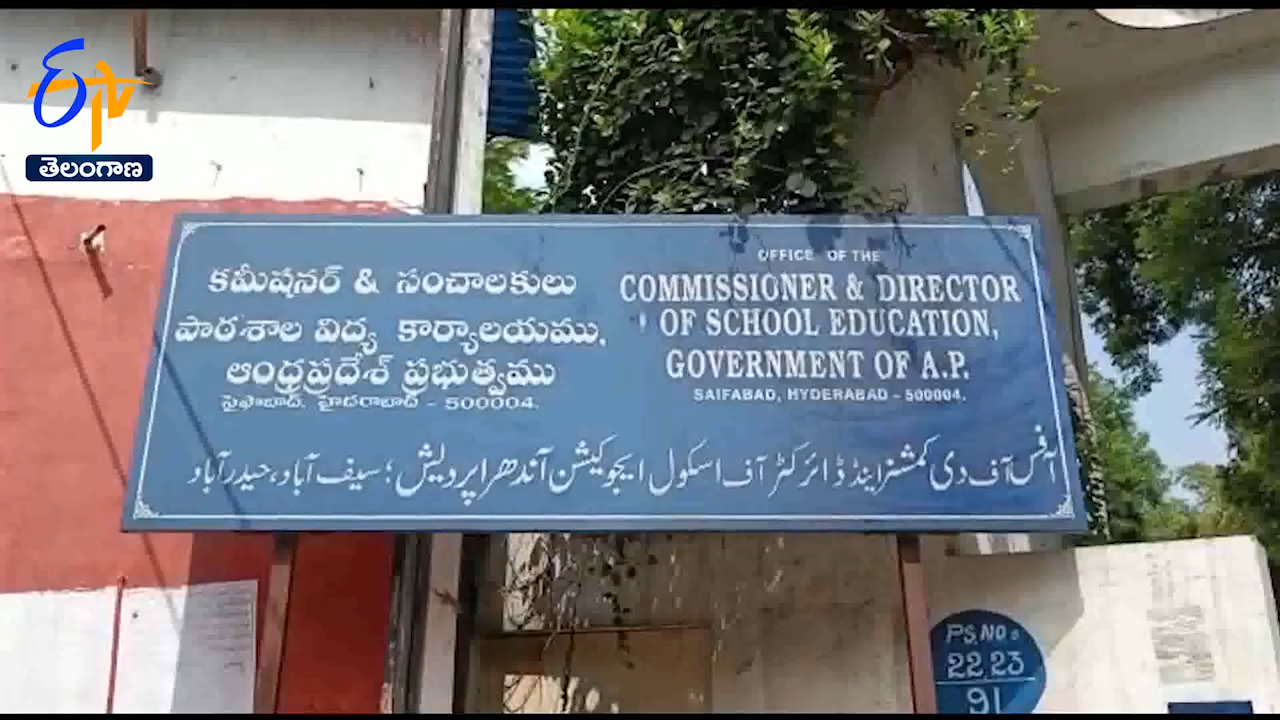 ETV
తెలంగాణ
కమీషనర్ & సంచాలకులు
పాఠశాల విద్య కార్యాలయము,
ఆంధ్రప్రదేశ్ ప్రభుత్వము
సైఫాబాద్, హైదరాబాద్ - 500004.
OFFICE OF THE
COMMISSIONER & DIRECTOR
OF SCHOOL EDUCATION,
GOVERNMENT OF A.P.
SAIFABAD, HYDERABAD - 500004.
آفس آف دی کمشنر اینڈ ڈائرکٹر آف اسکول ایجوکیشن آندھرا پردیش؛ سیف آباد، حیدرآباد
P.S. NO
22,23
91